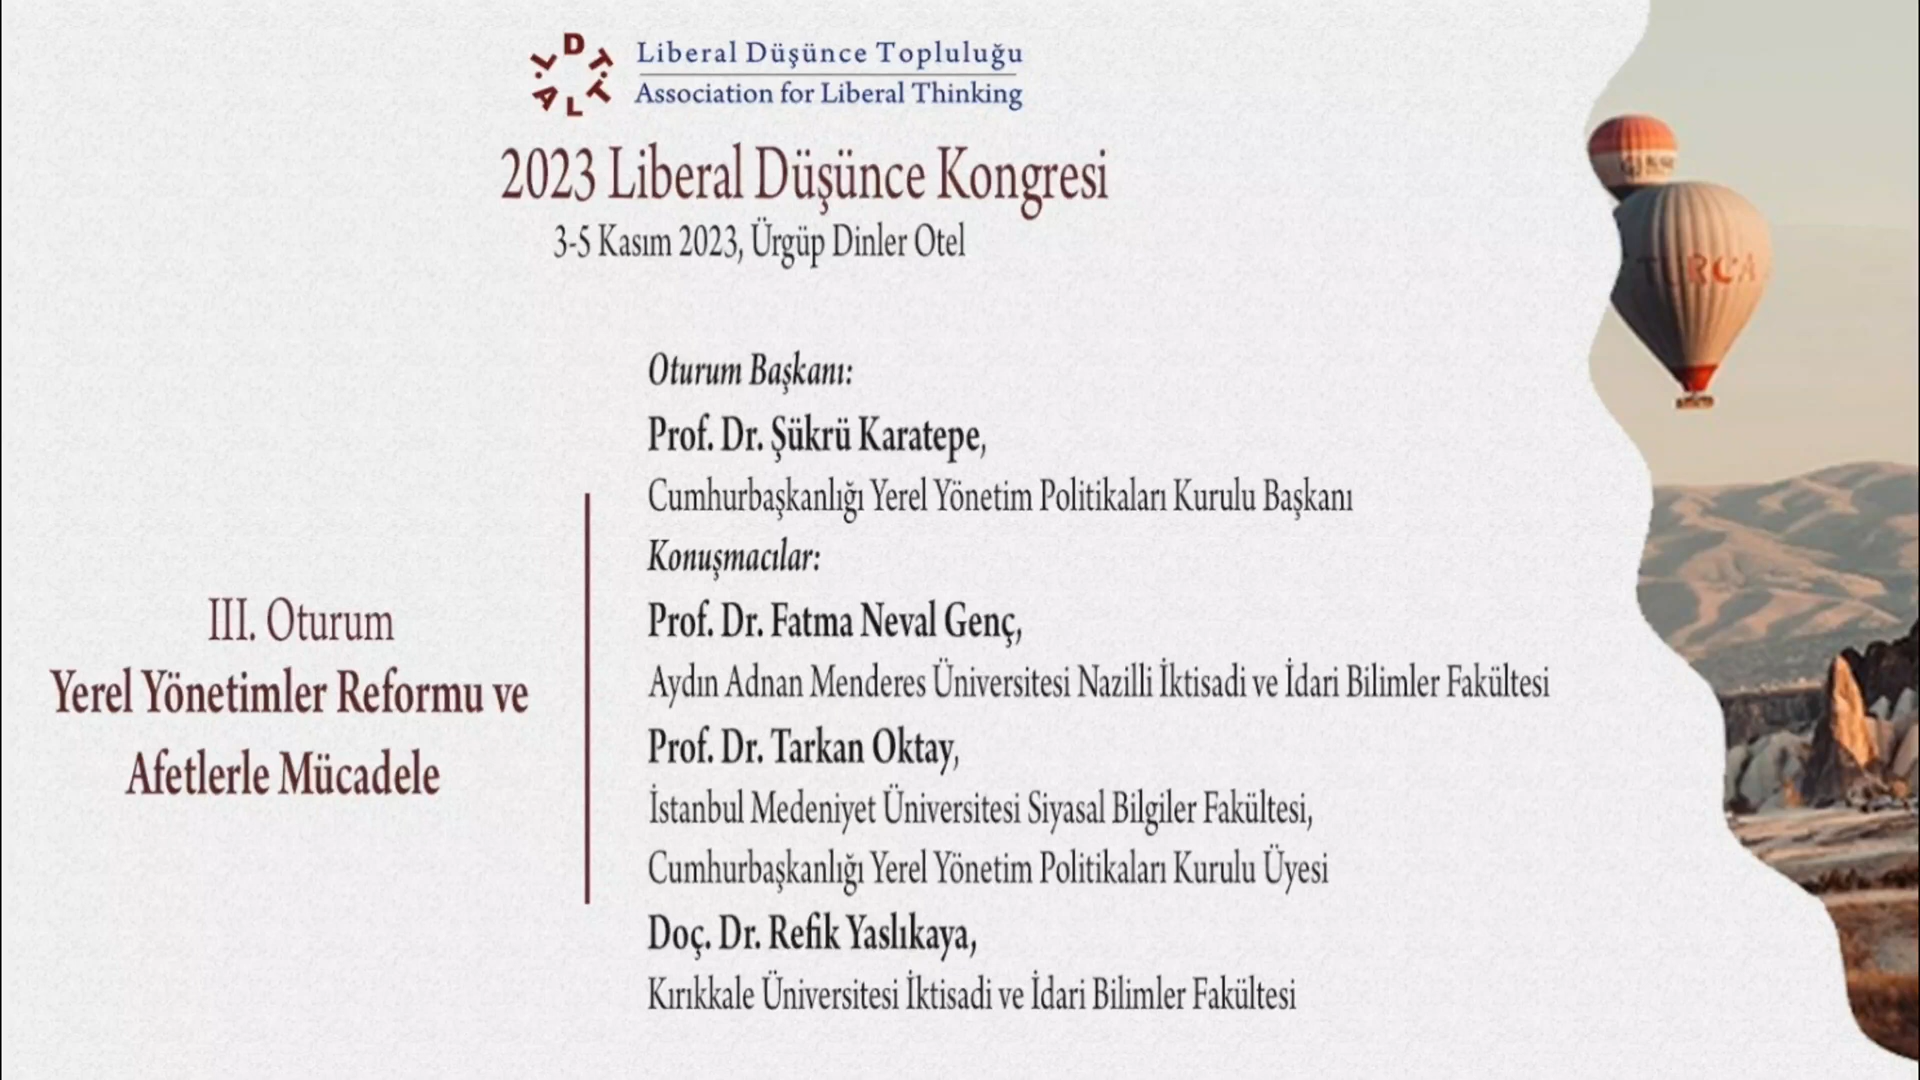 L D T
A L T
Liberal Düşünce Topluluğu
Association for Liberal Thinking
2023 Liberal Düşünce Kongresi
3-5 Kasım 2023, Ürgüp Dinler Otel
III. Oturum
Yerel Yönetimler Reformu ve
Afetlerle Mücadele
Oturum Başkanı:
Prof. Dr. Şükrü Karatepe,
Cumhurbaşkanlığı Yerel Yönetim Politikaları Kurulu Başkanı
Konuşmacılar:
Prof. Dr. Fatma Neval Genç,
Aydın Adnan Menderes Üniversitesi Nazilli İktisadi ve İdari Bilimler Fakültesi
Prof. Dr. Tarkan Oktay,
İstanbul Medeniyet Üniversitesi Siyasal Bilgiler Fakültesi,
Cumhurbaşkanlığı Yerel Yönetim Politikaları Kurulu Üyesi
Doç. Dr. Refik Yaslıkaya,
Kırıkkale Üniversitesi İktisadi ve İdari Bilimler Fakültesi
TURCA